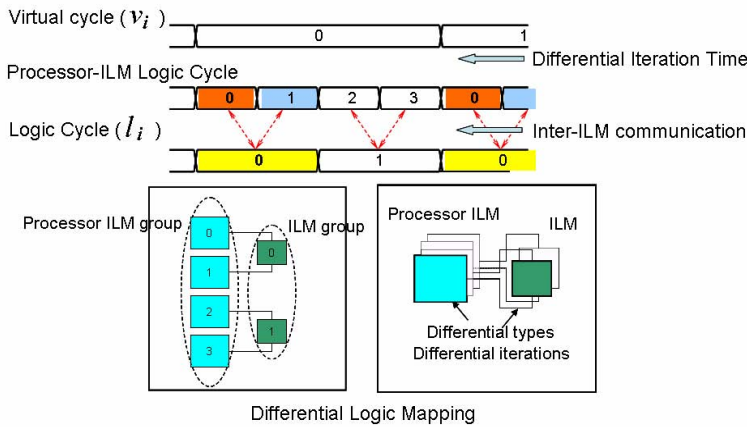 Virtual cycle (vi)
0 1
Differential Iteration Time
Processor-ILM Logic Cycle
0 1 2 3 0
Logic Cycle (li)
Inter-ILM communication
0 1 0
Processor ILM group
ILM group
0
1
2
3
0
1
Processor ILM
ILM
Differential types
Differential iterations
Differential Logic Mapping